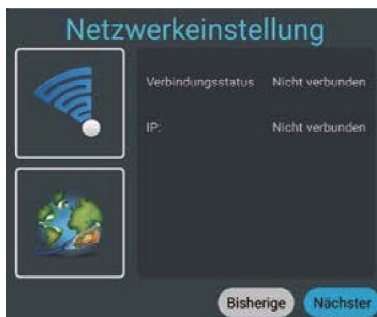 Netzwerkeinstellung
Verbindungsstatus Nicht verbunden
IP: Nicht verbunden
Bisherige Nächster